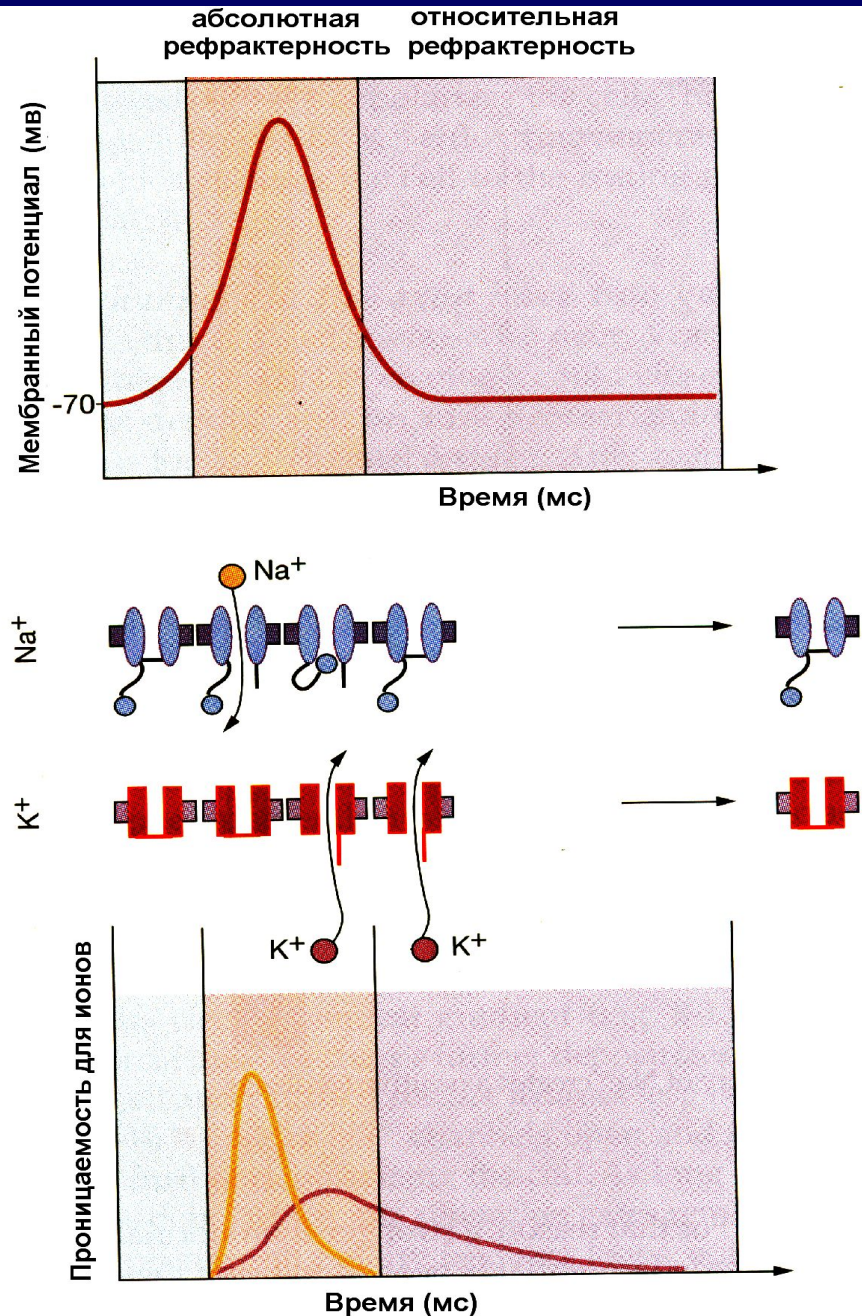 абсолютная
рефрактерность
относительная
рефрактерность
Мембранный потенциал (мв)
-70
Время (мс)
Na⁺
Na⁺
K⁺
K⁺
K⁺
Проницаемость для ионов
Время (мс)